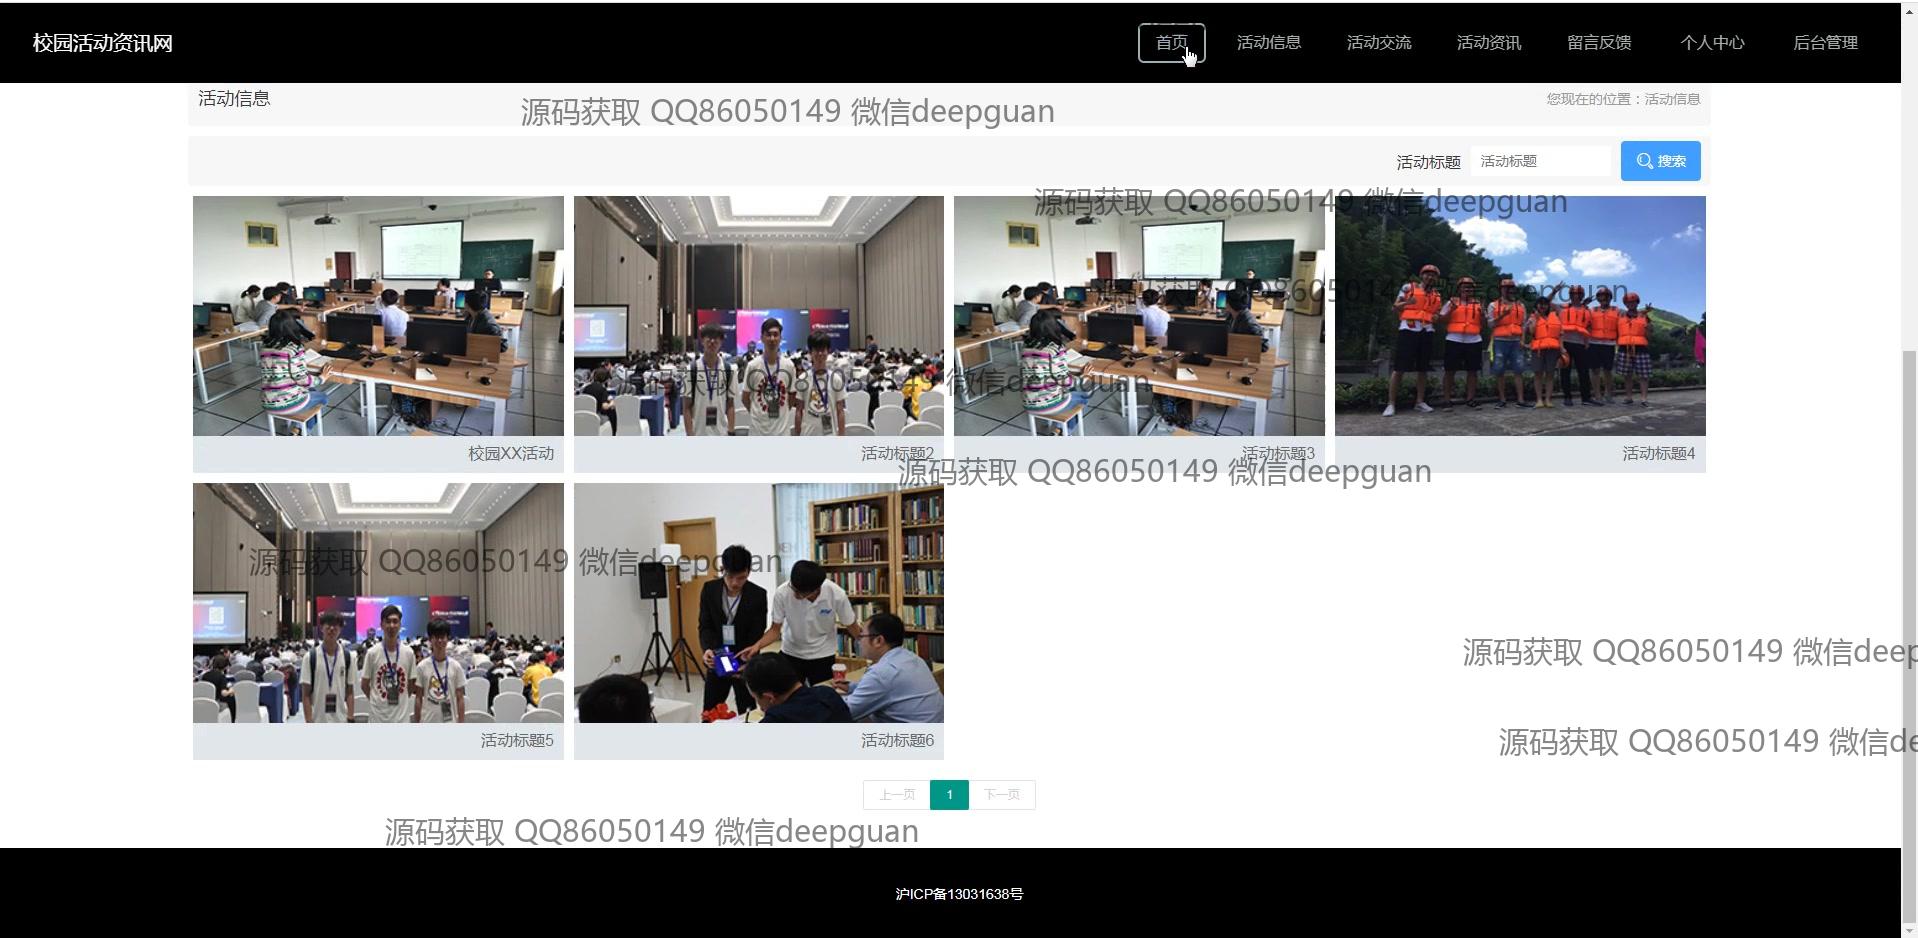 校园活动资讯网
首页 活动信息 活动交流 活动资讯 留言反馈 个人中心 后台管理
活动信息
您现在的位置：活动信息
源码获取 QQ86050149 微信deepguan
活动标题 活动标题 搜索
源码获取 QQ86050149 微信deepguan
源码获取 QQ86050149 微信deepguan
源码获取 QQ86050149 微信deepguan
校园XX活动 活动标题2 活动标题3 活动标题4
源码获取 QQ86050149 微信deepguan
源码获取 QQ86050149 微信deepguan
源码获取 QQ86050149 微信deep
活动标题5 活动标题6
源码获取 QQ86050149 微信de
上一页 1 下一页
源码获取 QQ86050149 微信deepguan
沪ICP备13031638号